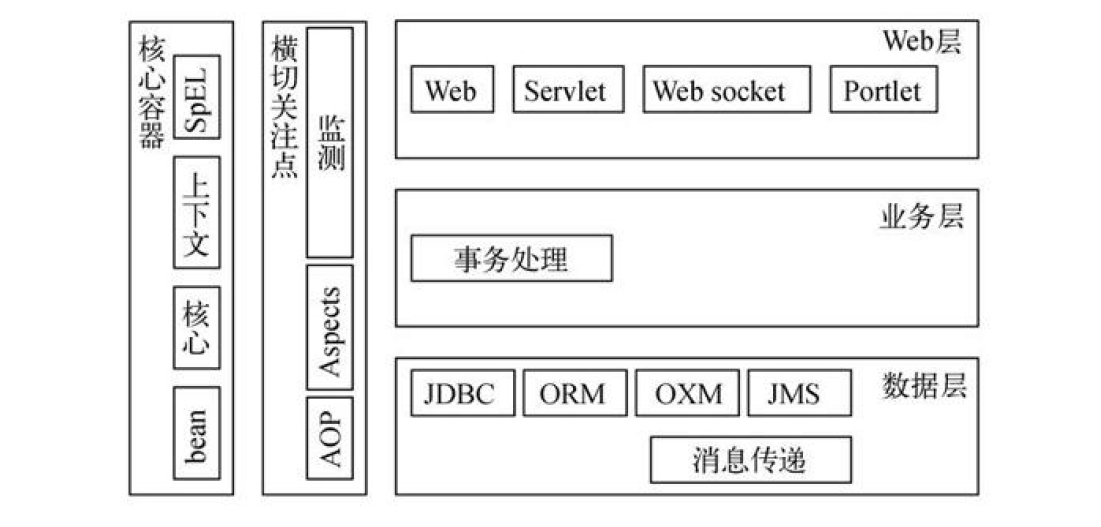 核心容器
SpEL
上下文
核心
bean
横切关注点
监测
Aspects
AOP
Web层
Web
Servlet
Web socket
Portlet
业务层
事务处理
数据层
JDBC
ORM
OXM
JMS
消息传递